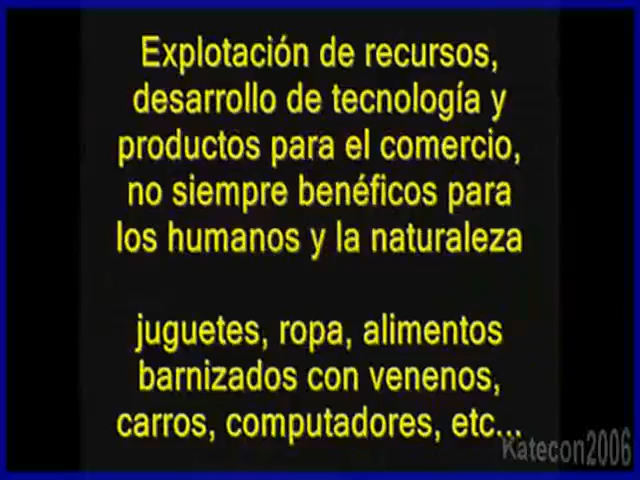 Explotación de recursos,
desarrollo de tecnología y
productos para el comercio,
no siempre benéficos para
los humanos y la naturaleza
juguetes, ropa, alimentos
barnizados con venenos,
carros, computadores, etc...
Katecon2006